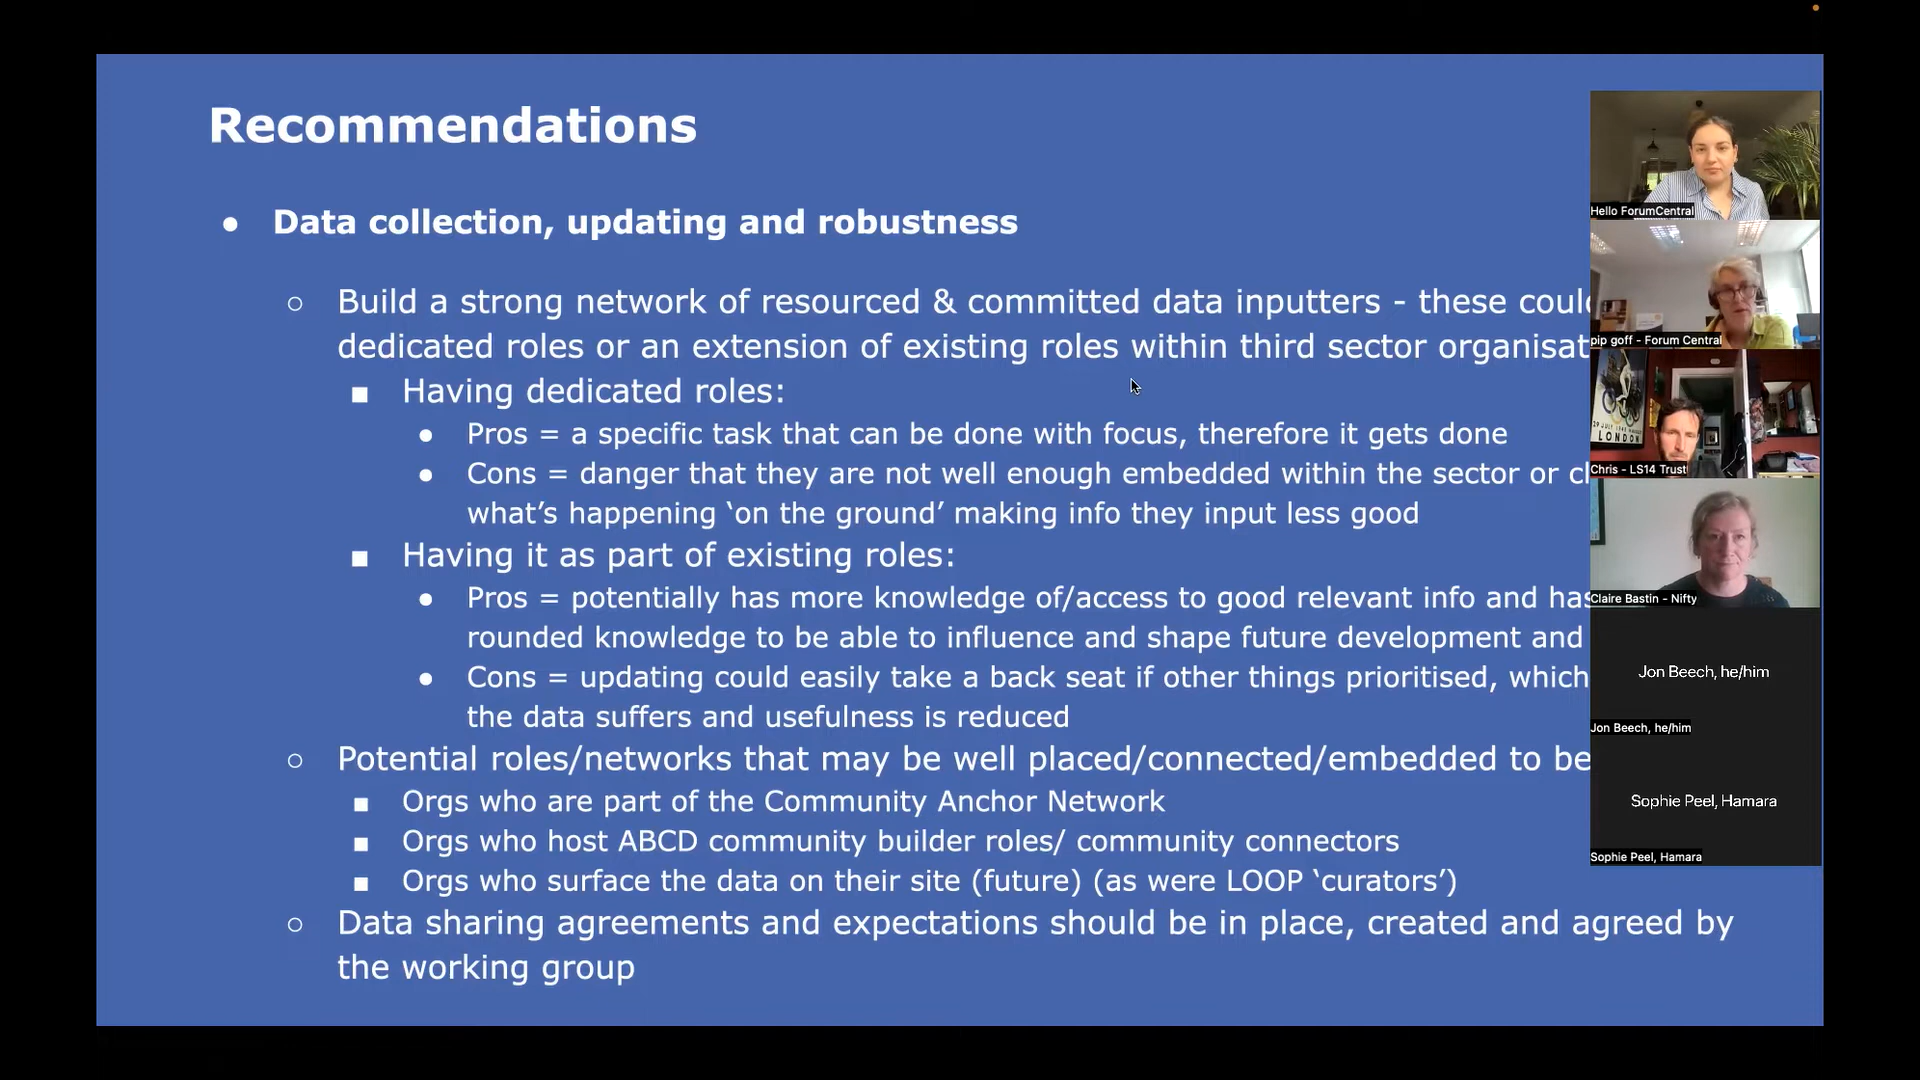 Recommendations
Data collection, updating and robustness
Build a strong network of resourced & committed data inputters - these could
dedicated roles or an extension of existing roles within third sector organisat
Having dedicated roles:
Pros = a specific task that can be done with focus, therefore it gets done
Cons = danger that they are not well enough embedded within the sector or cl
what’s happening ‘on the ground’ making info they input less good
Having it as part of existing roles:
Pros = potentially has more knowledge of/access to good relevant info and has
rounded knowledge to be able to influence and shape future development and
Cons = updating could easily take a back seat if other things prioritised, which
the data suffers and usefulness is reduced
Potential roles/networks that may be well placed/connected/embedded to be
Orgs who are part of the Community Anchor Network
Orgs who host ABCD community builder roles/ community connectors
Orgs who surface the data on their site (future) (as were LOOP ‘curators’)
Data sharing agreements and expectations should be in place, created and agreed by
the working group
Hello ForumCentral
pip goff - Forum Central
LONDON
Chris - LS14 Trust
Claire Bastin - Nifty
Jon Beech, he/him
Jon Beech, he/him
Sophie Peel, Hamara
Sophie Peel, Hamara